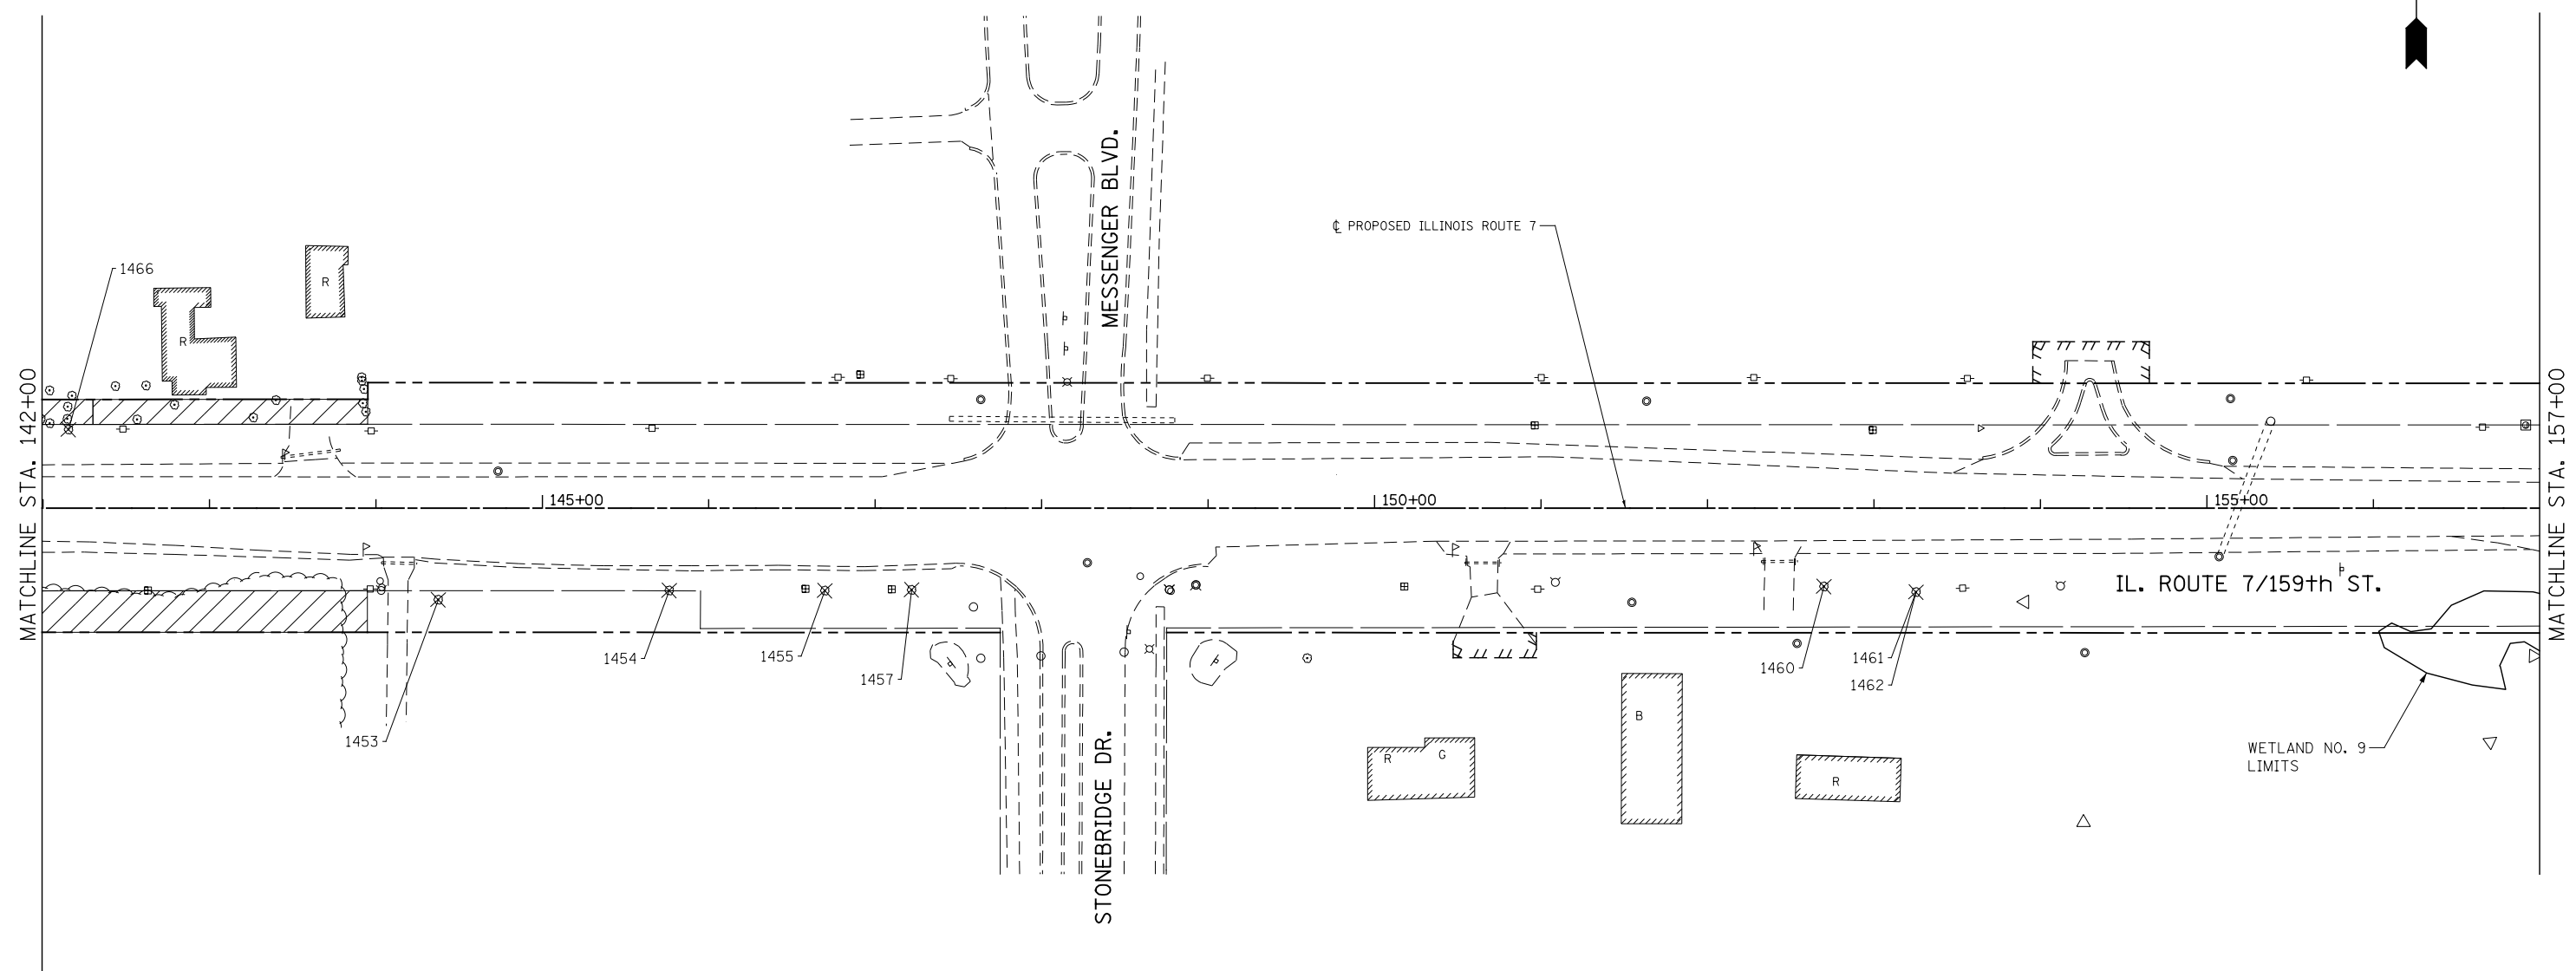 MESSENGER BLVD.
℄ PROPOSED ILLINOIS ROUTE 7
1466
R
R
MATCHLINE STA. 142+00
MATCHLINE STA. 157+00
145+00
150+00
155+00
IL. ROUTE 7/159th ST.
1454
1455
1457
1460
1461
1462
1453
STONEBRIDGE DR.
B
R
G
R
WETLAND NO. 9
LIMITS